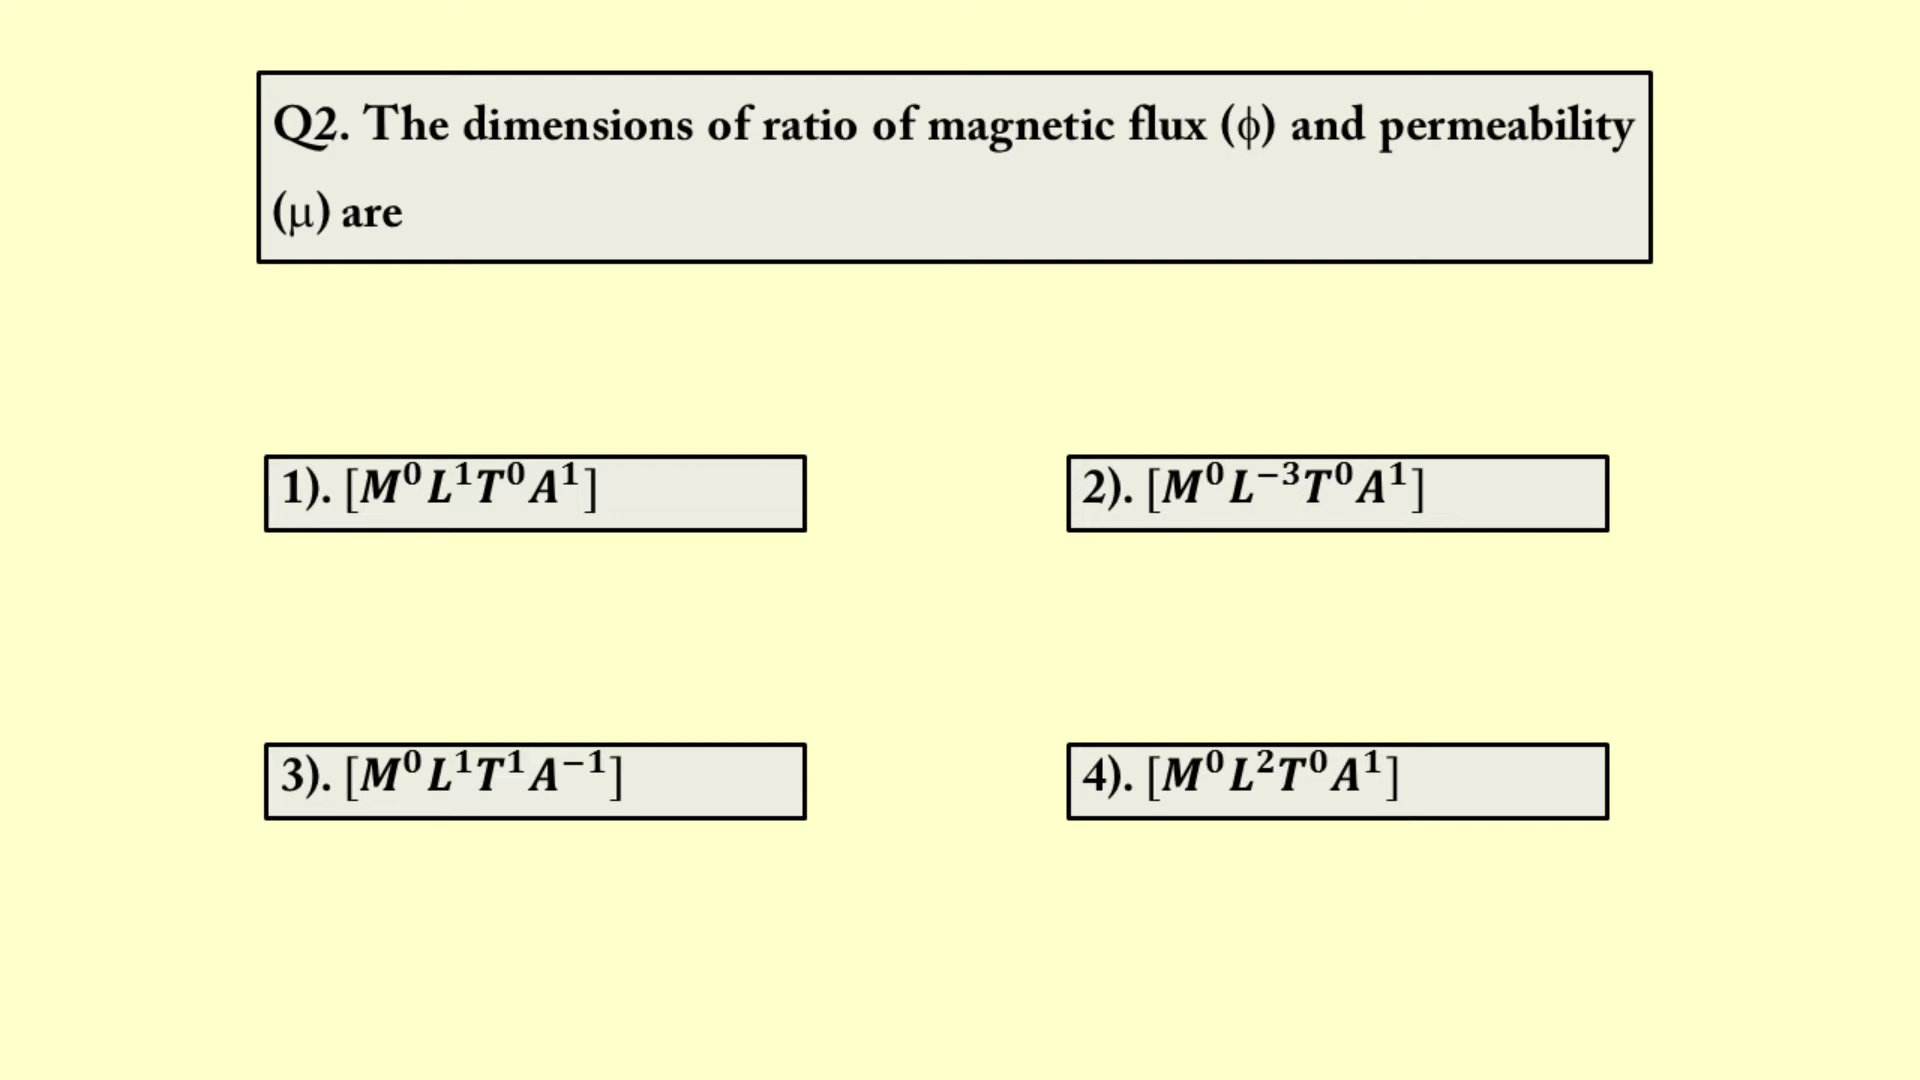 Q2. The dimensions of ratio of magnetic flux (ϕ) and permeability
(μ) are
1). [M⁰L¹T⁰A¹]
2). [M⁰L⁻³T⁰A¹]
3). [M⁰L¹T¹A⁻¹]
4). [M⁰L²T⁰A¹]